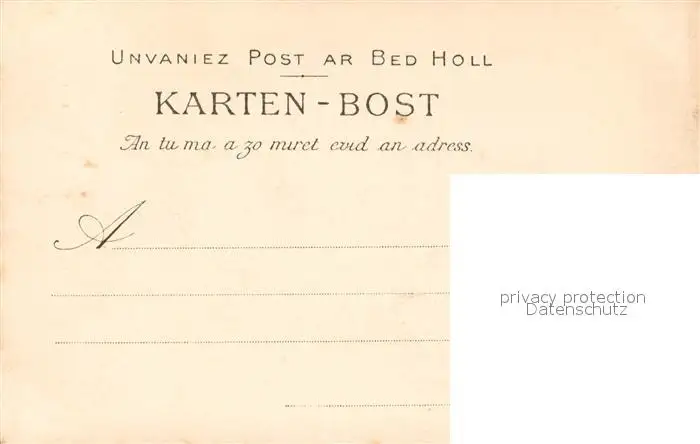 Unvaniez Post ar Bed Holl
KARTEN-BOST
An tu ma a zo miret evid an adress.
A
privacy protection
Datenschutz